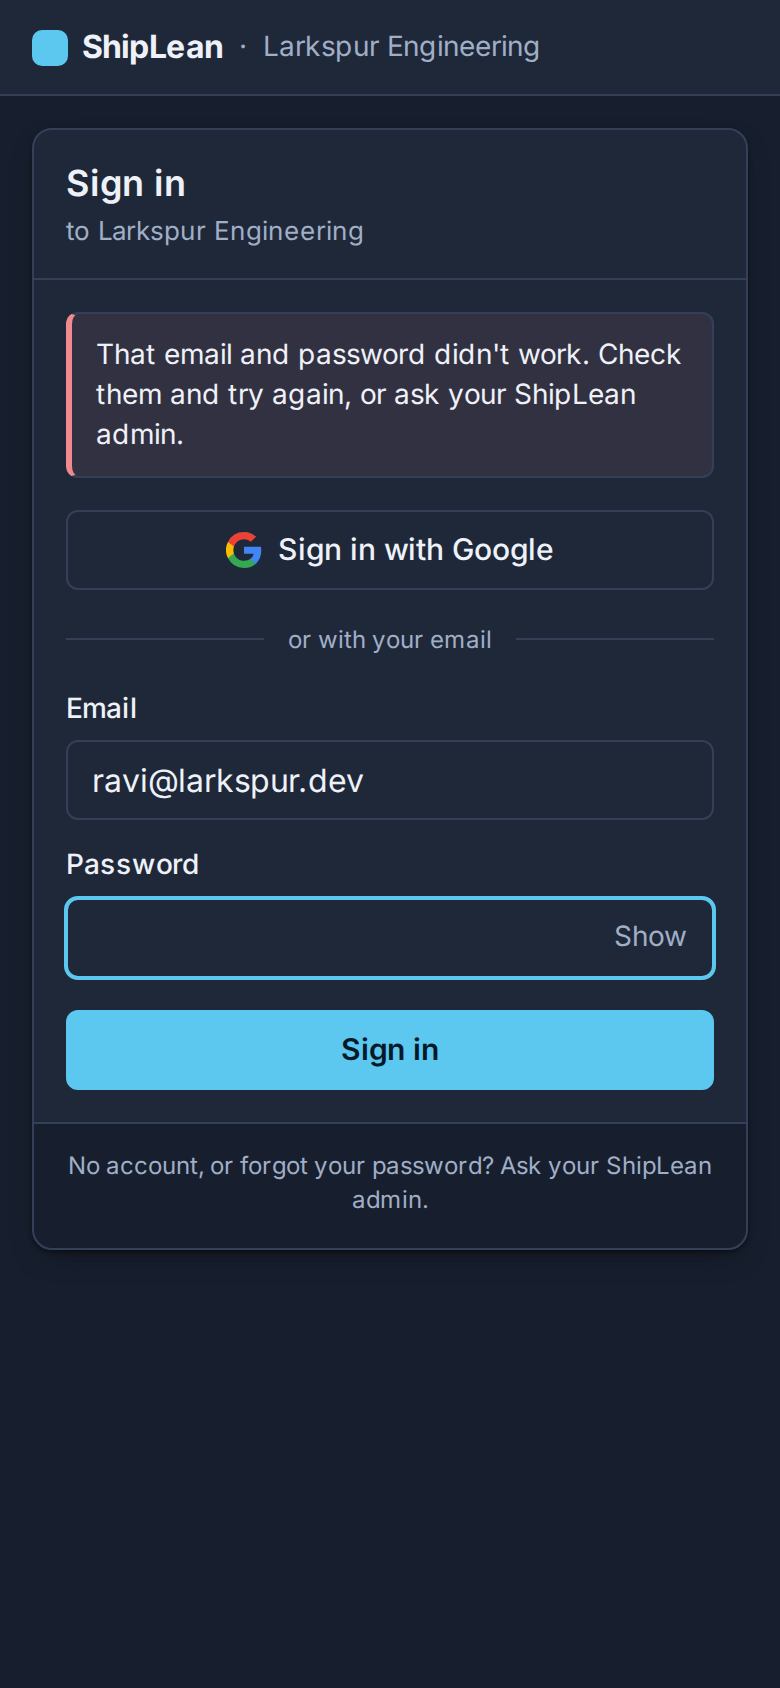 ShipLean · Larkspur Engineering
Sign in
to Larkspur Engineering
That email and password didn't work. Check
them and try again, or ask your ShipLean
admin.
Sign in with Google
or with your email
Email
ravi@larkspur.dev
Password
Show
Sign in
No account, or forgot your password? Ask your ShipLean
admin.